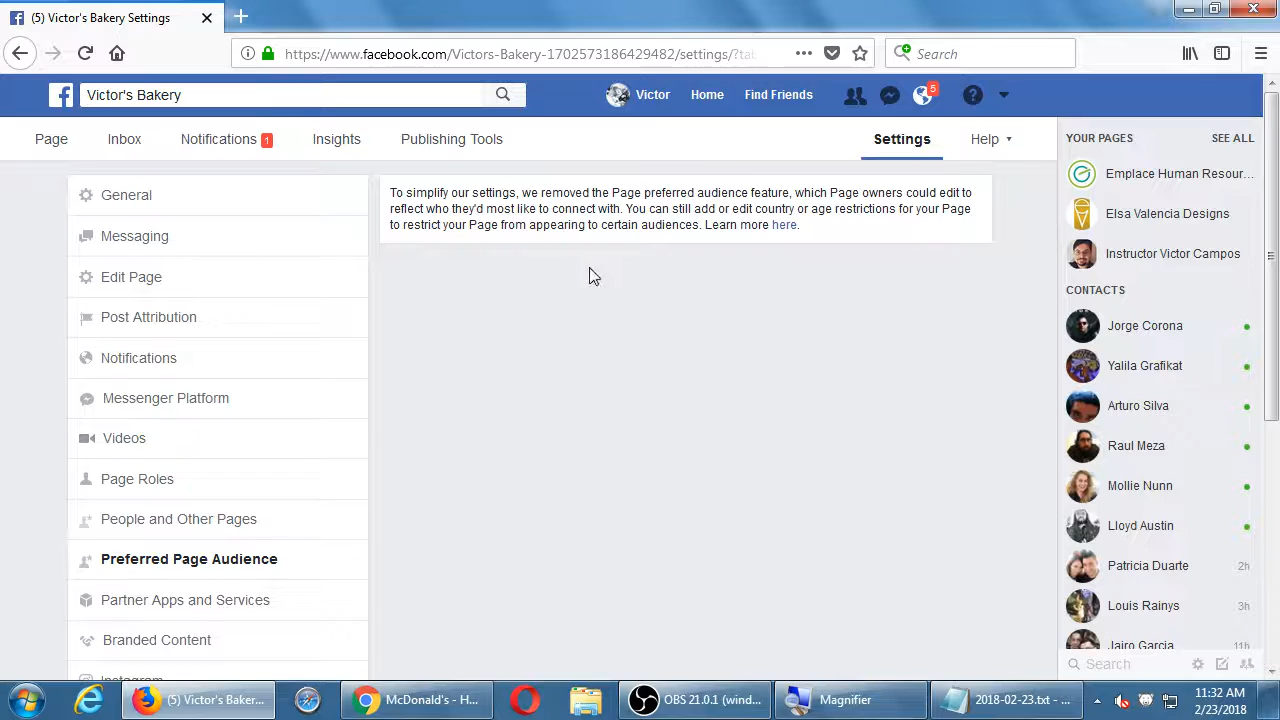 (5) Victor's Bakery Settings
https://www.facebook.com/Victors-Bakery-1702573186429482/settings/?tab
Search
Victor's Bakery
Victor
Home
Find Friends
5
Page
Inbox
Notifications 1
Insights
Publishing Tools
Settings
Help
General
Messaging
Edit Page
Post Attribution
Notifications
Messenger Platform
Videos
Page Roles
People and Other Pages
Preferred Page Audience
Partner Apps and Services
Branded Content
Instagram
To simplify our settings, we removed the Page preferred audience feature, which Page owners could edit to
reflect who they'd most like to connect with. You can still add or edit country or age restrictions for your Page
to restrict your Page from appearing to certain audiences. Learn more here.
YOUR PAGES
SEE ALL
Emplace Human Resour...
Elsa Valencia Designs
Instructor Victor Campos
CONTACTS
Jorge Corona
Yalila Grafikat
Arturo Silva
Raul Meza
Mollie Nunn
Lloyd Austin
Patricia Duarte 2h
Louis Rainys 3h
Jairo Garcia 11h
Search
(5) Victor's Baker...
McDonald's - H...
OBS 21.0.1 (wind...
Magnifier
2018-02-23.txt - ...
11:32 AM
2/23/2018